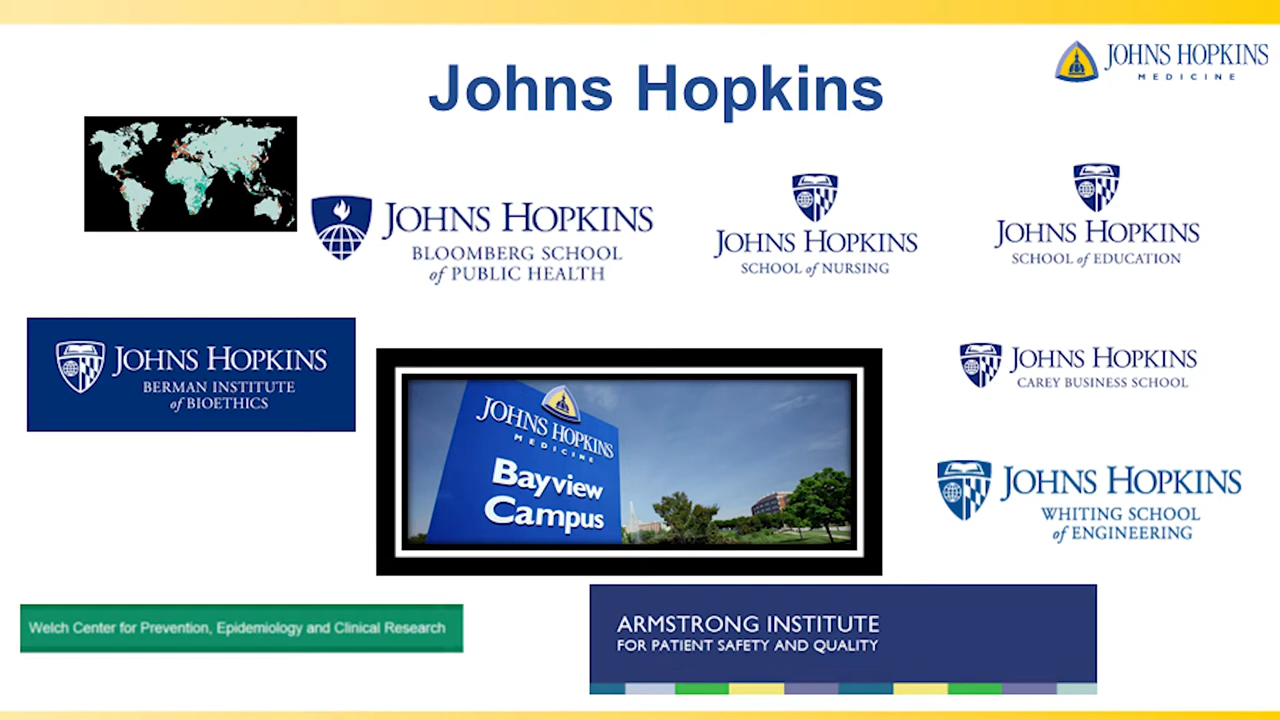 Johns Hopkins
JOHNS HOPKINS
MEDICINE
JOHNS HOPKINS
BLOOMBERG SCHOOL
of PUBLIC HEALTH
JOHNS HOPKINS
SCHOOL of NURSING
JOHNS HOPKINS
SCHOOL of EDUCATION
JOHNS HOPKINS
BERMAN INSTITUTE
of BIOETHICS
JOHNS HOPKINS
MEDICINE
Bayview
Campus
JOHNS HOPKINS
CAREY BUSINESS SCHOOL
JOHNS HOPKINS
WHITING SCHOOL
of ENGINEERING
Welch Center for Prevention, Epidemiology and Clinical Research
ARMSTRONG INSTITUTE
FOR PATIENT SAFETY AND QUALITY